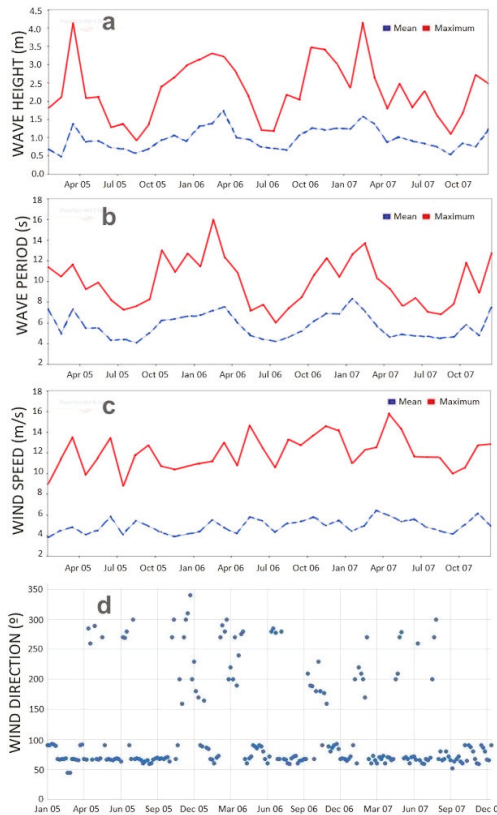 a
WAVE HEIGHT (m)
4.5
4.0
3.5
3.0
2.5
2.0
1.5
1.0
0.5
0.0
Mean Maximum
Apr 05 Jul 05 Oct 05 Jan 06 Apr 06 Jul 06 Oct 06 Jan 07 Apr 07 Jul 07 Oct 07
b
WAVE PERIOD (s)
18
16
14
12
10
8
6
4
2
Mean Maximum
Apr 05 Jul 05 Oct 05 Jan 06 Apr 06 Jul 06 Oct 06 Jan 07 Apr 07 Jul 07 Oct 07
c
WIND SPEED (m/s)
18
16
14
12
10
8
6
4
2
Mean Maximum
Apr 05 Jul 05 Oct 05 Jan 06 Apr 06 Jul 06 Oct 06 Jan 07 Apr 07 Jul 07 Oct 07
d
WIND DIRECTION (º)
350
300
250
200
150
100
50
00
Jan 05 Apr 05 Jun 05 Sep 05 Dec 05 Mar 06 Jun 06 Sep 06 Dec 06 Mar 07 Jun 07 Sep 07 Dec 0